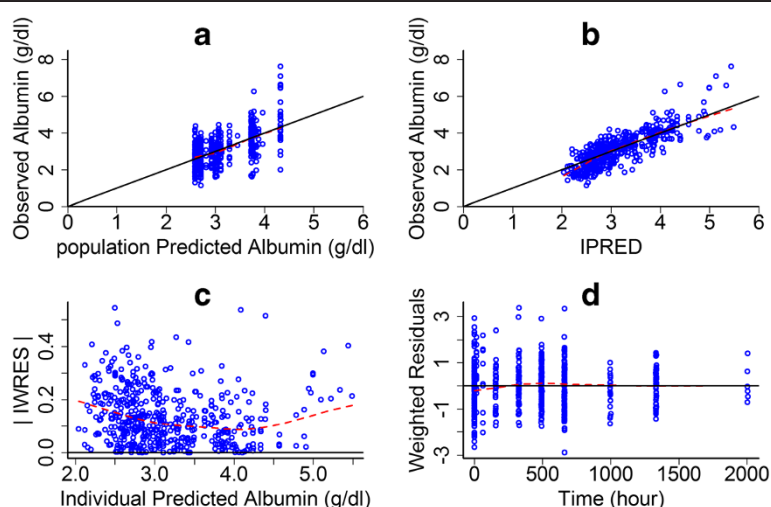 a
b
Observed Albumin (g/dl)
8
6
4
2
0
0 1 2 3 4 5 6
population Predicted Albumin (g/dl)
Observed Albumin (g/dl)
8
6
4
2
0
0 1 2 3 4 5 6
IPRED
c
d
| IWRES |
0.4
0.2
0.0
2.0 3.0 4.0 5.0
Individual Predicted Albumin (g/dl)
Weighted Residuals
3
1
-1
-3
0 500 1000 1500 2000
Time (hour)